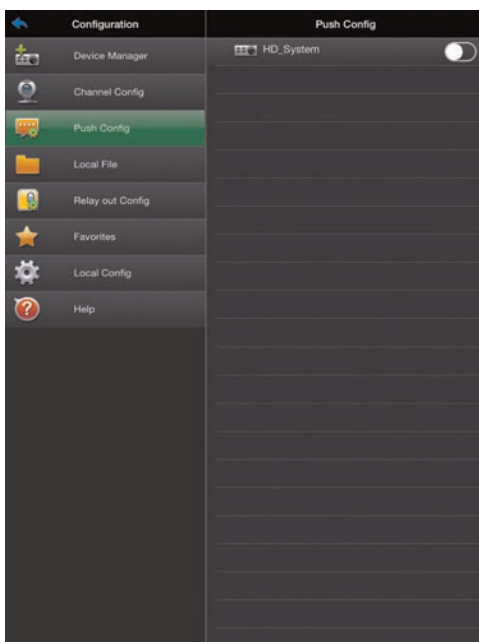 Configuration
Push Config
Device Manager
HD_System
Channel Config
Push Config
Local File
Relay out Config
Favorites
Local Config
Help